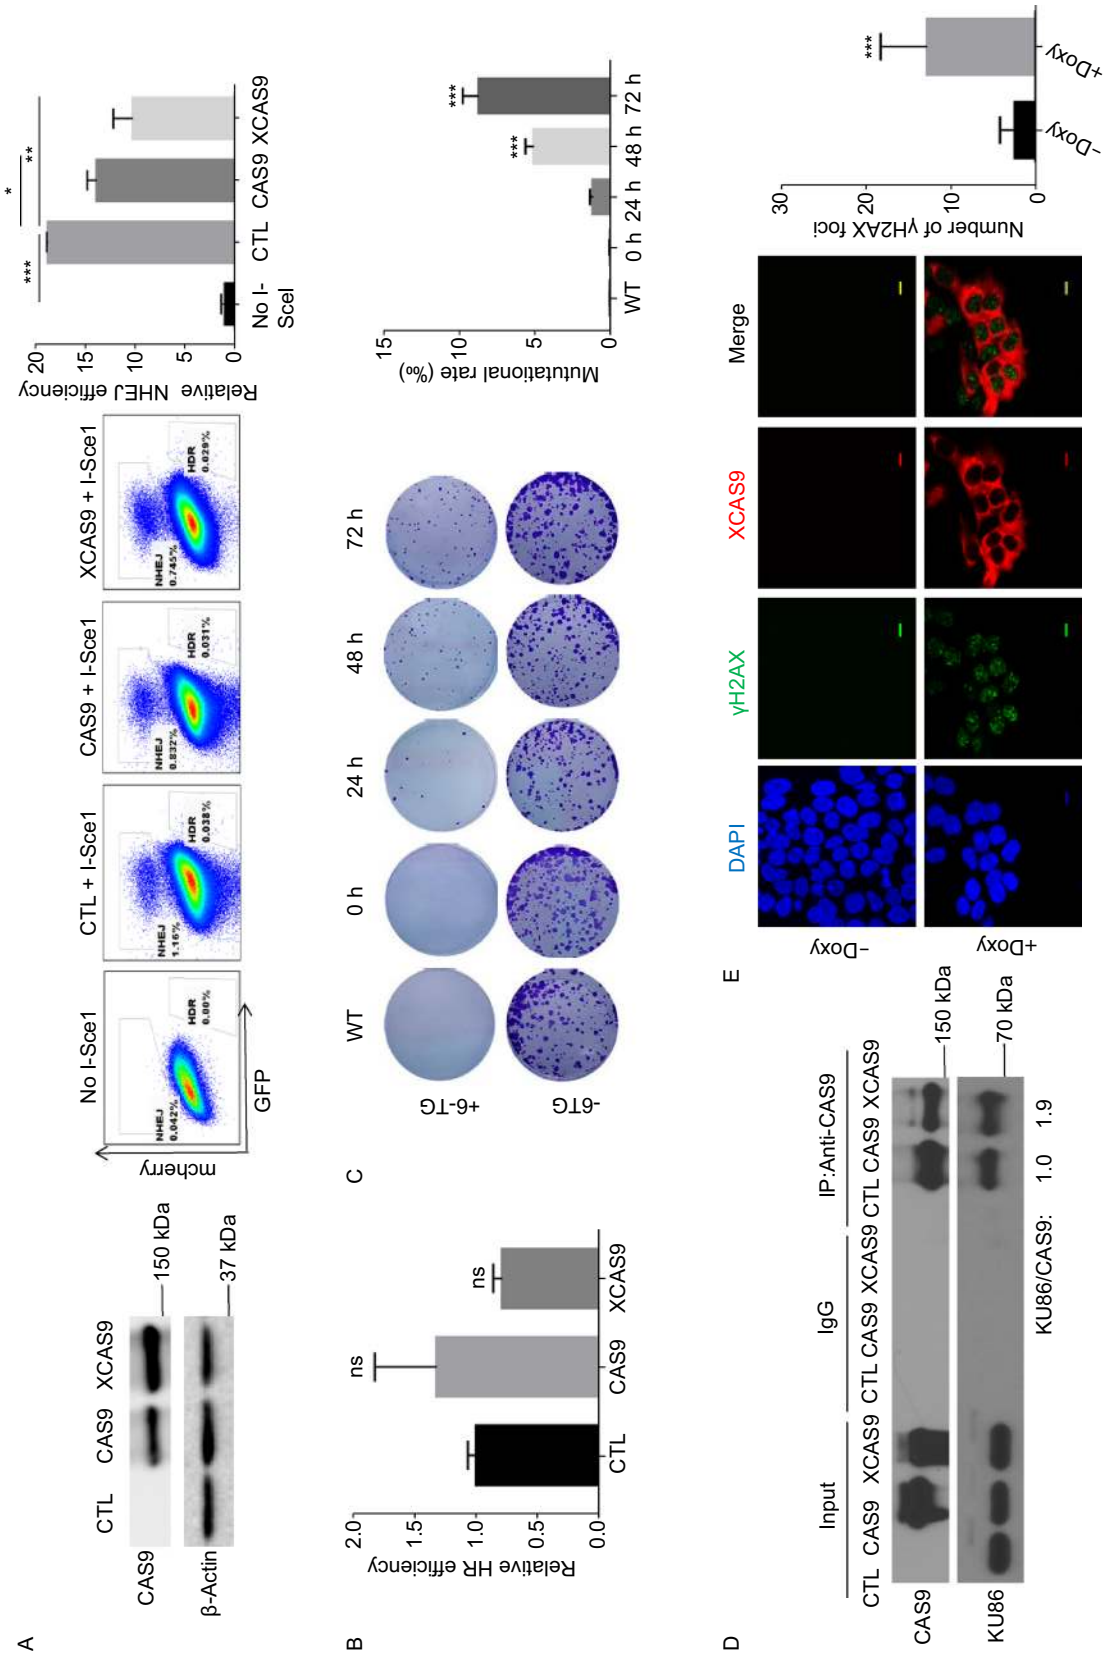 A
CTL CAS9 XCAS9
CAS9
150 kDa
β-Actin
37 kDa
No I-Sce1
CTL + I-Sce1
CAS9 + I-Sce1
XCAS9 + I-Sce1
mcherry
GFP
NHEJ
0.042%
HDR
0.00%
NHEJ
1.16%
HDR
0.038%
NHEJ
0.832%
HDR
0.031%
NHEJ
0.745%
HDR
0.029%
Relative NHEJ efficiency
20
15
10
5
0
***
*
**
No I-SceI
CTL
CAS9
XCAS9
B
Relative HR efficiency
2.0
1.5
1.0
0.5
0.0
ns
ns
CTL
CAS9
XCAS9
C
WT
0 h
24 h
48 h
72 h
+6-TG
-6TG
Mututational rate (‰)
15
10
5
0
***
***
WT
0 h
24 h
48 h
72 h
D
Input
IgG
IP:Anti-CAS9
CTL CAS9 XCAS9 CTL CAS9 XCAS9 CTL CAS9 XCAS9
CAS9
150 kDa
KU86
70 kDa
KU86/CAS9: 1.0 1.9
E
DAPI
γH2AX
XCAS9
Merge
−Doxy
+Doxy
Number of γH2AX foci
30
20
10
0
***
−Doxy
+Doxy